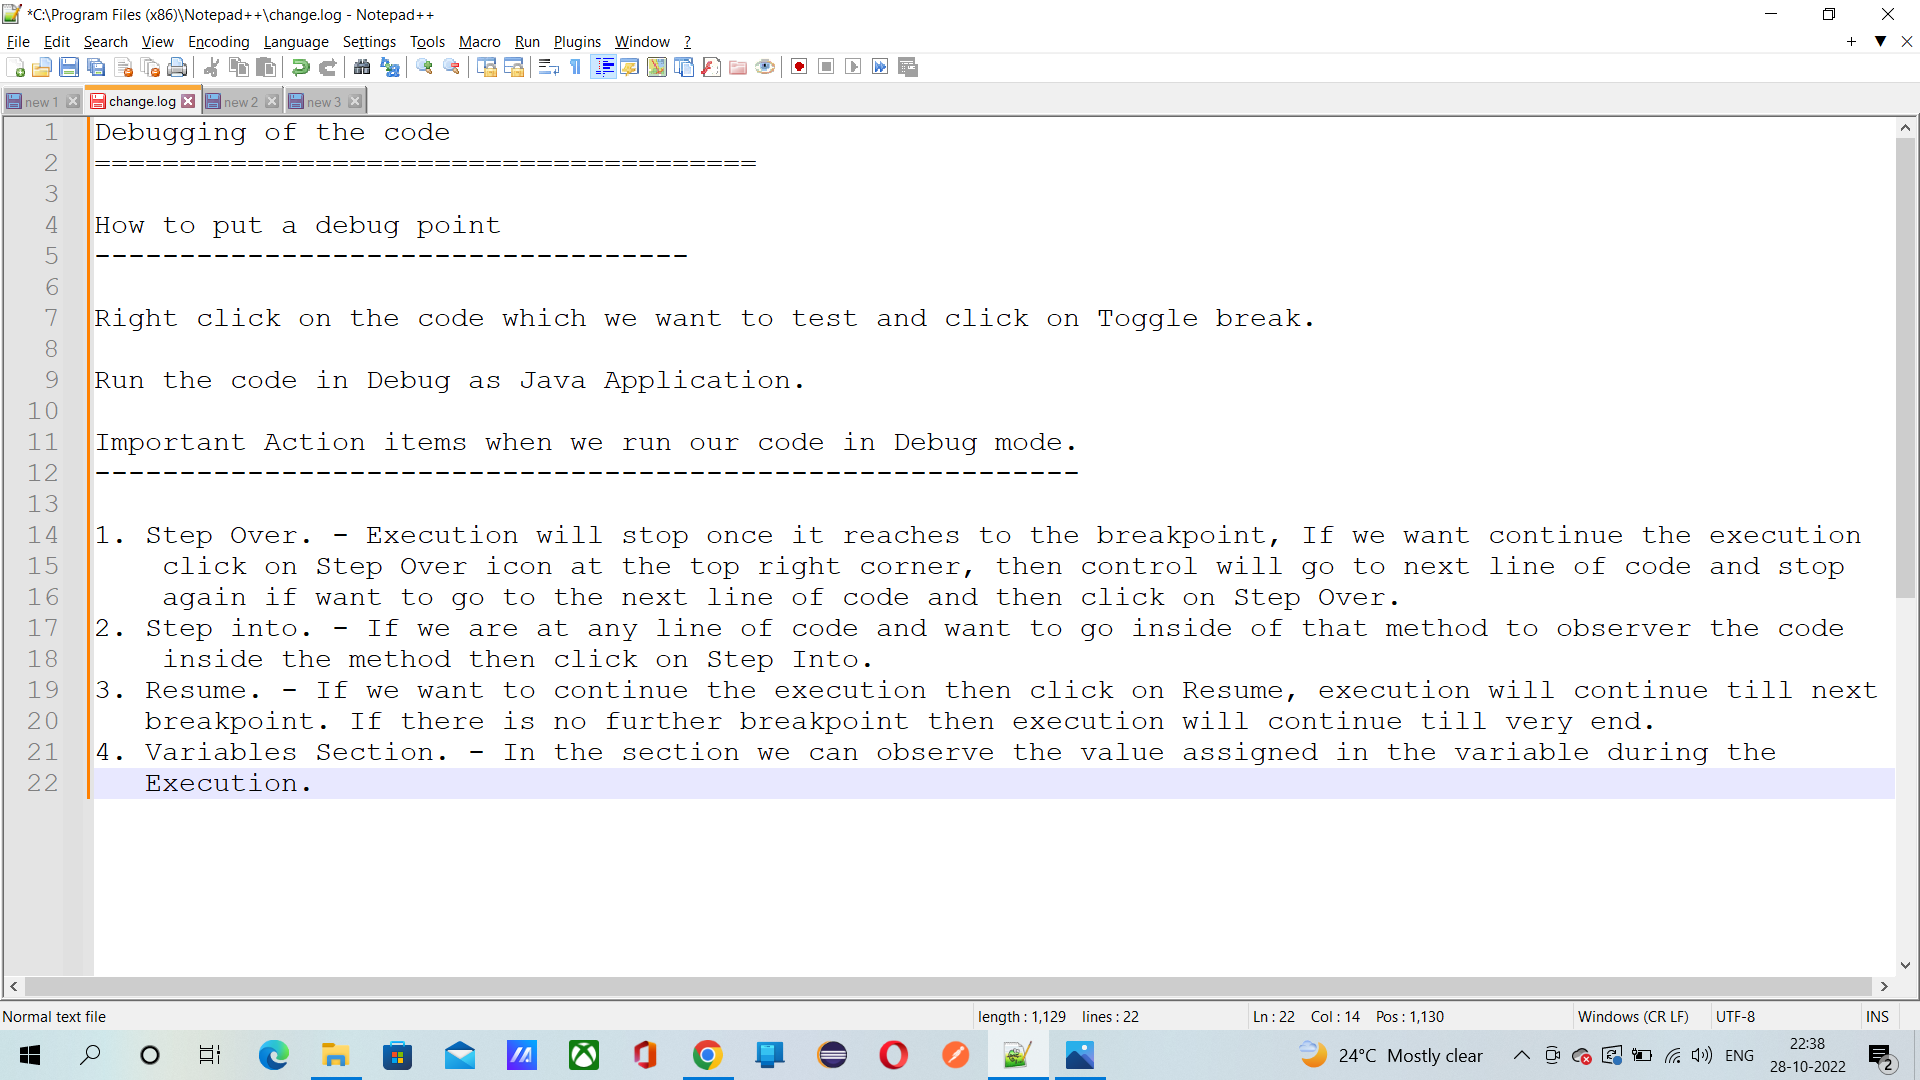 *C:\Program Files (x86)\Notepad++\change.log - Notepad++
File Edit Search View Encoding Language Settings Tools Macro Run Plugins Window ?
new 1 change.log new 2 new 3
1 Debugging of the code
2 =======================================
3
4 How to put a debug point
5 -----------------------------------
6
7 Right click on the code which we want to test and click on Toggle break.
8
9 Run the code in Debug as Java Application.
10
11 Important Action items when we run our code in Debug mode.
12 ----------------------------------------------------------
13
14 1. Step Over. - Execution will stop once it reaches to the breakpoint, If we want continue the execution
15 click on Step Over icon at the top right corner, then control will go to next line of code and stop
16 again if want to go to the next line of code and then click on Step Over.
17 2. Step into. - If we are at any line of code and want to go inside of that method to observer the code
18 inside the method then click on Step Into.
19 3. Resume. - If we want to continue the execution then click on Resume, execution will continue till next
20 breakpoint. If there is no further breakpoint then execution will continue till very end.
21 4. Variables Section. - In the section we can observe the value assigned in the variable during the
22 Execution.
Normal text file length : 1,129 lines : 22 Ln : 22 Col : 14 Pos : 1,130 Windows (CR LF) UTF-8 INS
24°C Mostly clear ENG 22:38
28-10-2022 2